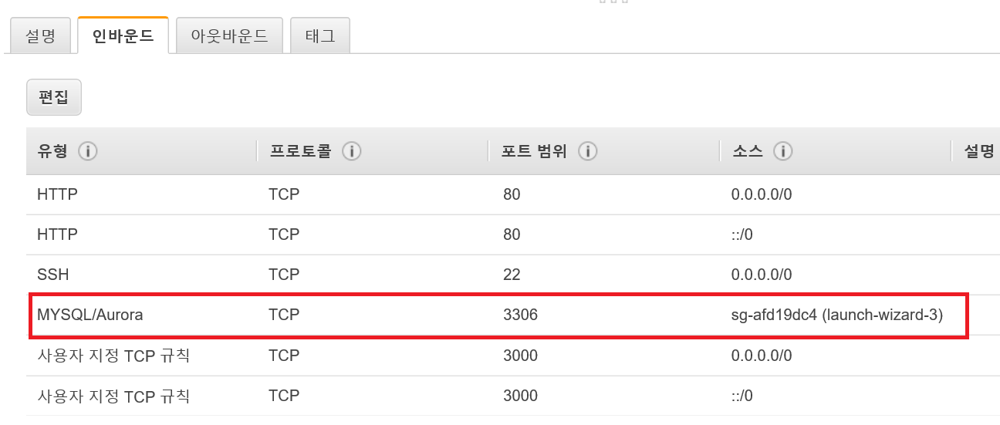 설명 인바운드 아웃바운드 태그
편집
유형 프로토콜 포트 범위 소스 설명
HTTP TCP 80 0.0.0.0/0
HTTP TCP 80 ::/0
SSH TCP 22 0.0.0.0/0
MYSQL/Aurora TCP 3306 sg-afd19dc4 (launch-wizard-3)
사용자 지정 TCP 규칙 TCP 3000 0.0.0.0/0
사용자 지정 TCP 규칙 TCP 3000 ::/0